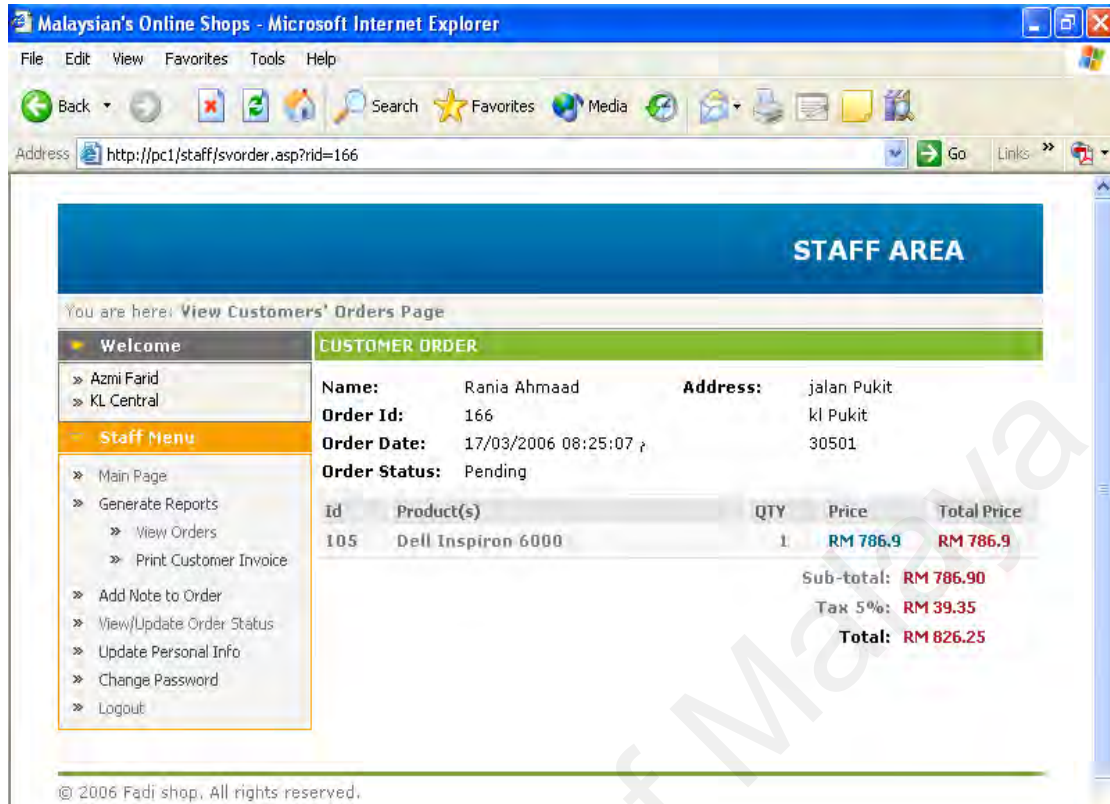 Malaysian's Online Shops - Microsoft Internet Explorer
File Edit View Favorites Tools Help
Back Search Favorites Media
Address http://pc1/staff/svorder.asp?rid=166 Go Links »
STAFF AREA
You are here: View Customers' Orders Page
Welcome
» Azmi Farid
» KL Central
Staff Menu
» Main Page
» Generate Reports
» View Orders
» Print Customer Invoice
» Add Note to Order
» View/Update Order Status
» Update Personal Info
» Change Password
» Logout
CUSTOMER ORDER
Name: Rania Ahmaad Address: jalan Pukit
Order Id: 166 kl Pukit
Order Date: 17/03/2006 08:25:07 م 30501
Order Status: Pending
Id Product(s) QTY Price Total Price
105 Dell Inspiron 6000 1 RM 786.9 RM 786.9
Sub-total: RM 786.90
Tax 5%: RM 39.35
Total: RM 826.25
© 2006 Fadi shop. All rights reserved.
of Malaya